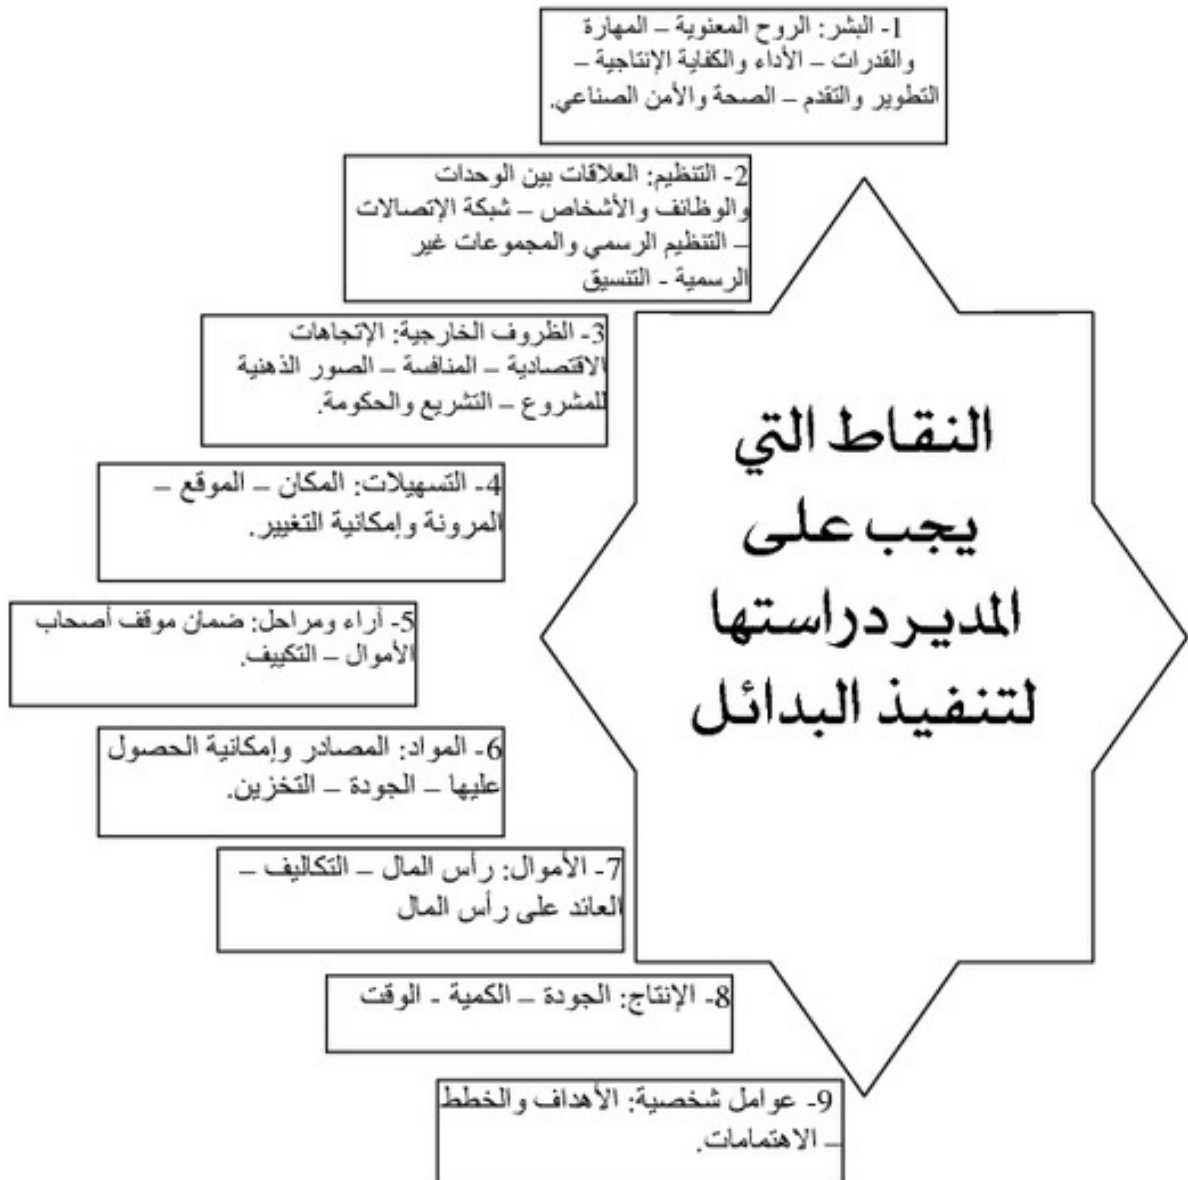 1- البشر: الروح المعنوية – المهارة
والقدرات – الأداء والكفاية الإنتاجية –
التطوير والتقدم – الصحة والأمن الصناعي.
2- التنظيم: العلاقات بين الوحدات
والوظائف والأشخاص – شبكة الإتصالات
– التنظيم الرسمي والمجموعات غير
الرسمية - التنسيق
3- الظروف الخارجية: الإتجاهات
الاقتصادية – المنافسة – الصور الذهنية
للمشروع – التشريع والحكومة.
4- التسهيلات: المكان – الموقع –
المرونة وإمكانية التغيير.
5- أراء ومراحل: ضمان موقف أصحاب
الأموال – التكييف.
6- المواد: المصادر وإمكانية الحصول
عليها – الجودة – التخزين.
7- الأموال: رأس المال – التكاليف –
العائد على رأس المال
8- الإنتاج: الجودة – الكمية - الوقت
9- عوامل شخصية: الأهداف والخطط
– الاهتمامات.
النقاط التي
يجب على
المدير دراستها
لتنفيذ البدائل